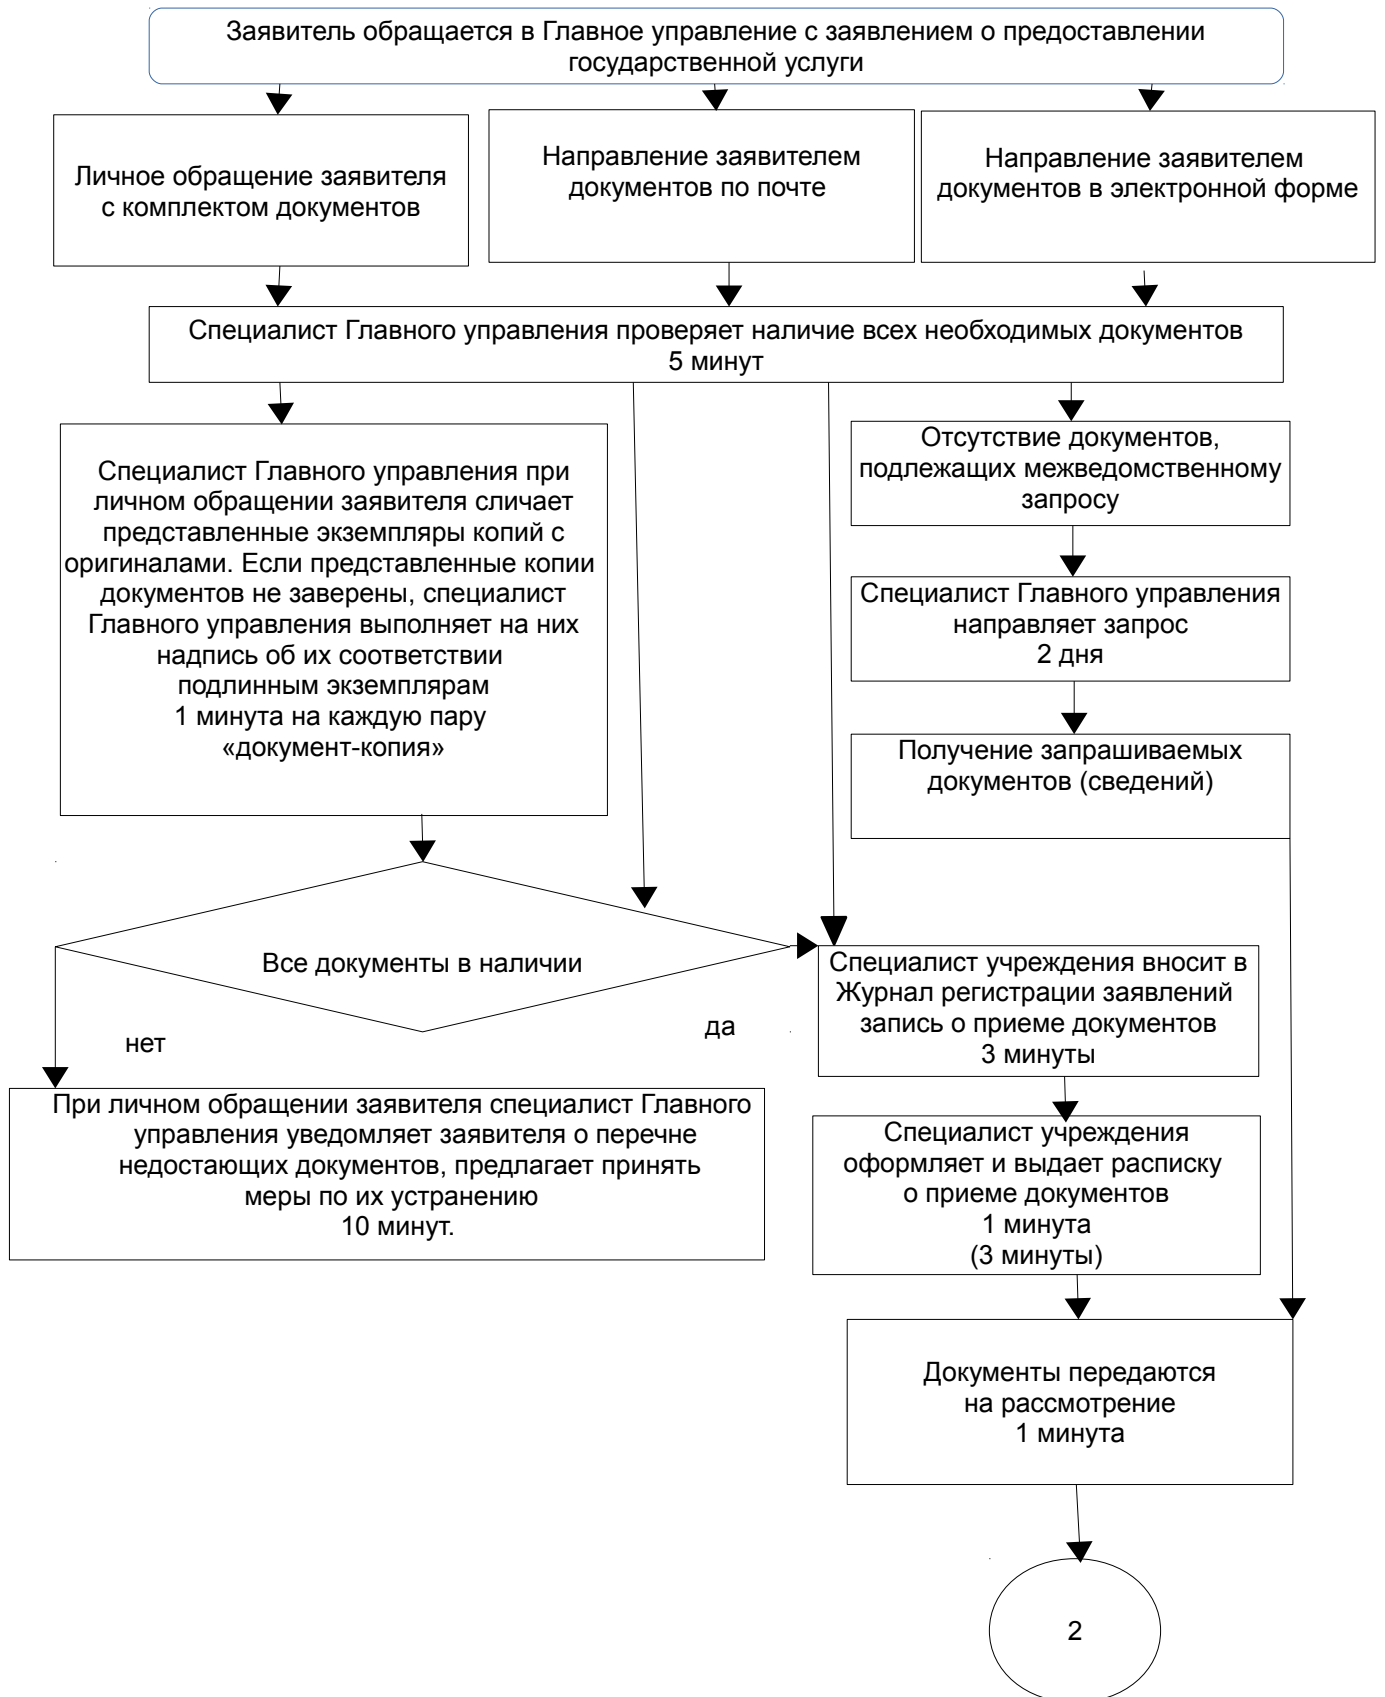 Заявитель обращается в Главное управление с заявлением о предоставлении
государственной услуги
Личное обращение заявителя
с комплектом документов
Направление заявителем
документов по почте
Направление заявителем
документов в электронной форме
Специалист Главного управления проверяет наличие всех необходимых документов
5 минут
Специалист Главного управления при
личном обращении заявителя сличает
представленные экземпляры копий с
оригиналами. Если представленные копии
документов не заверены, специалист
Главного управления выполняет на них
надпись об их соответствии
подлинным экземплярам
1 минута на каждую пару
«документ-копия»
Отсутствие документов,
подлежащих межведомственному
запросу
Специалист Главного управления
направляет запрос
2 дня
Получение запрашиваемых
документов (сведений)
Все документы в наличии
нет
да
Специалист учреждения вносит в
Журнал регистрации заявлений
запись о приеме документов
3 минуты
При личном обращении заявителя специалист Главного
управления уведомляет заявителя о перечне
недостающих документов, предлагает принять
меры по их устранению
10 минут.
Специалист учреждения
оформляет и выдает расписку
о приеме документов
1 минута
(3 минуты)
Документы передаются
на рассмотрение
1 минута
2